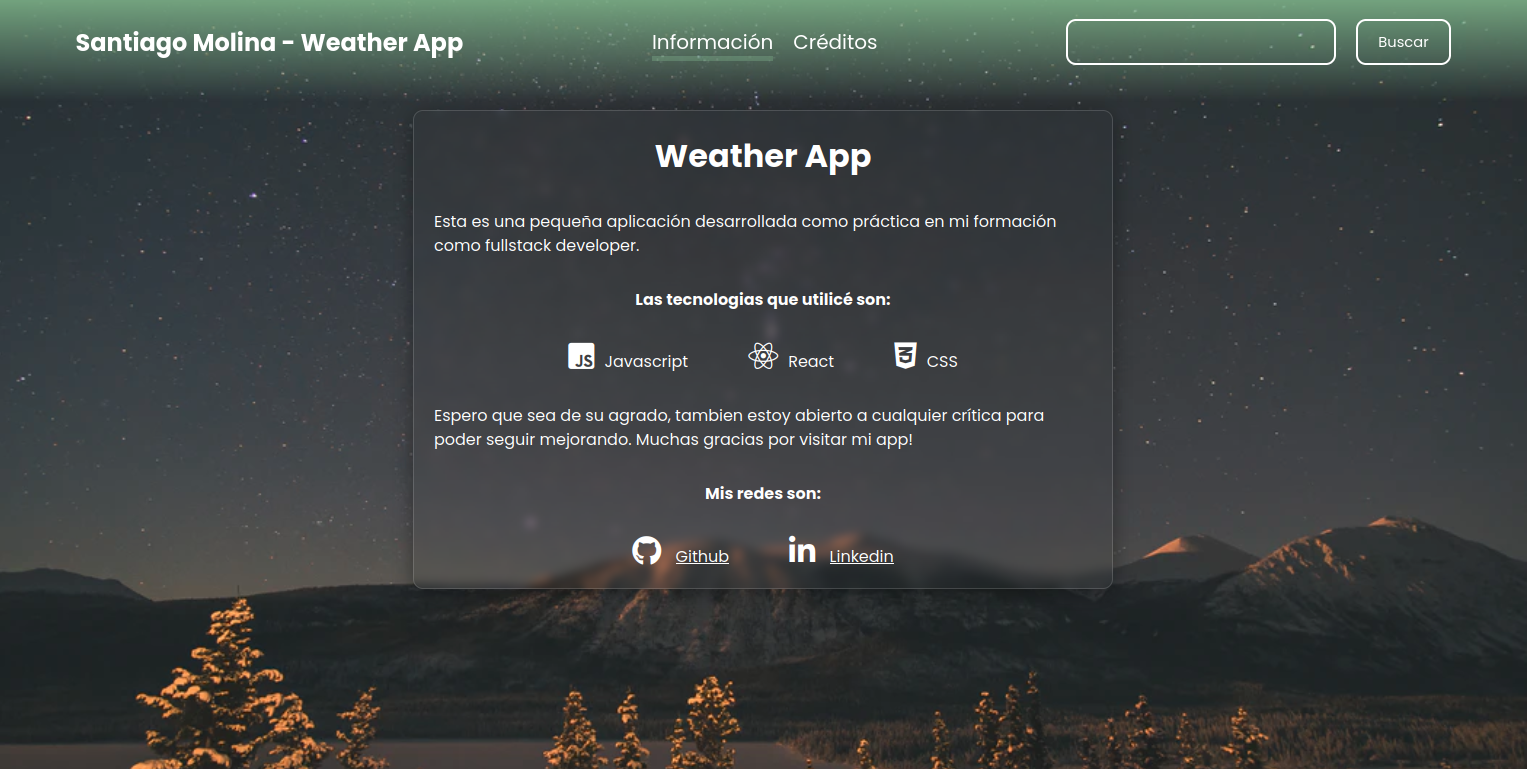 Santiago Molina - Weather App
Información
Créditos
Buscar
Weather App
Esta es una pequeña aplicación desarrollada como práctica en mi formación
como fullstack developer.
Las tecnologias que utilicé son:
JS Javascript
React
3 CSS
Espero que sea de su agrado, tambien estoy abierto a cualquier crítica para
poder seguir mejorando. Muchas gracias por visitar mi app!
Mis redes son:
Github
in Linkedin